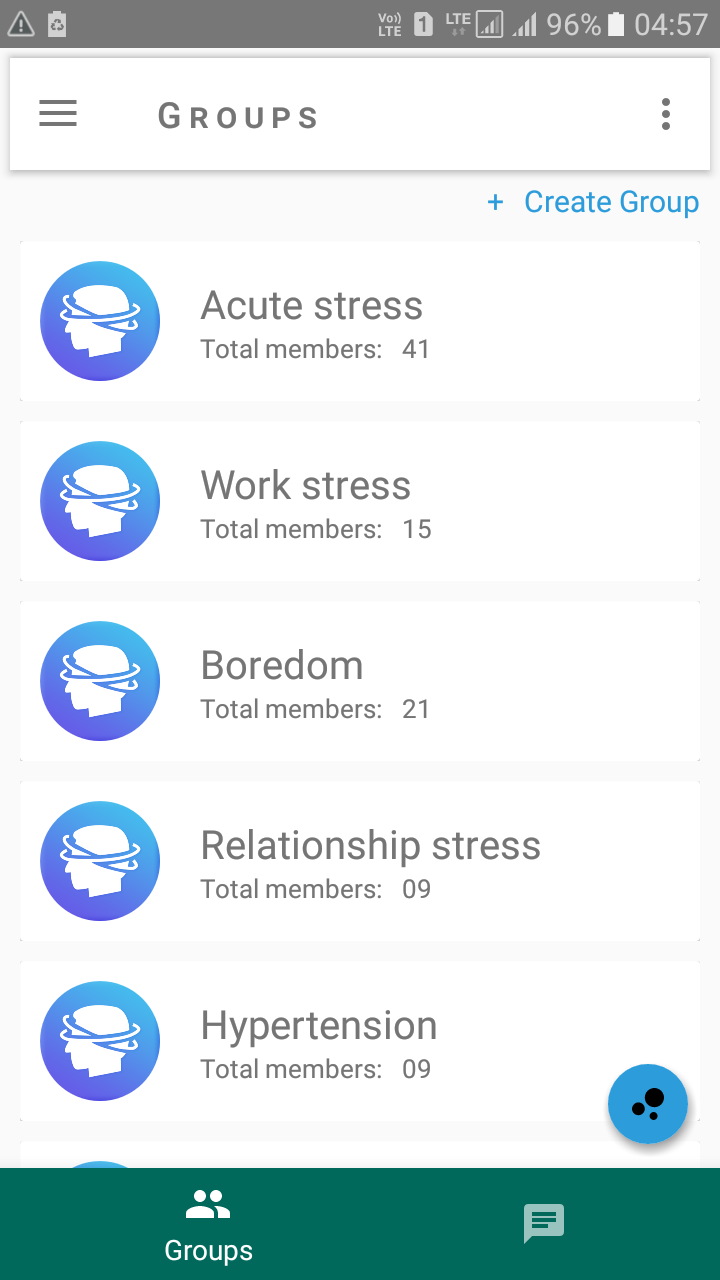 Vo)) LTE 1 LTE 96% 04:57
GROUPS
+ Create Group
Acute stress
Total members: 41
Work stress
Total members: 15
Boredom
Total members: 21
Relationship stress
Total members: 09
Hypertension
Total members: 09
Groups